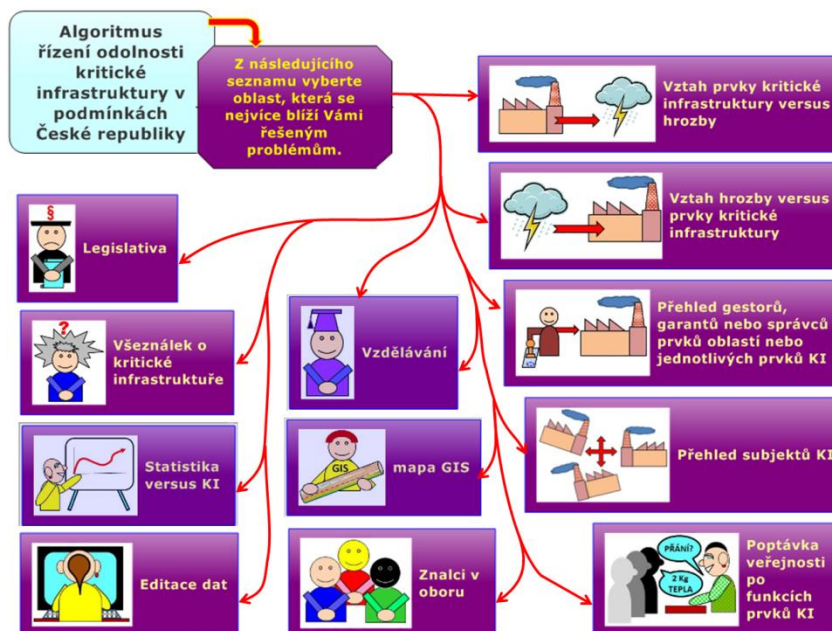 Algoritmus
řízení odolnosti
kritické
infrastruktury v
podmínkách
České republiky
Z následujícího
seznamu vyberte
oblast, která se
nejvíce blíží Vámi
řešeným
problémům.
Vztah prvky kritické
infrastruktury versus
hrozby
Vztah hrozby versus
prvky kritické
infrastruktury
§
Legislativa
Přehled gestorů,
garantů nebo správců
prvků oblastí nebo
jednotlivých prvků KI
?
Všeználek o
kritické
infrastruktuře
Vzdělávání
Přehled subjektů KI
Statistika
versus KI
GIS
mapa GIS
Editace dat
Znalci v
oboru
PŘÁNÍ?
2 Kg
TEPLA
Poptávka
veřejnosti
po
funkcích
prvků KI